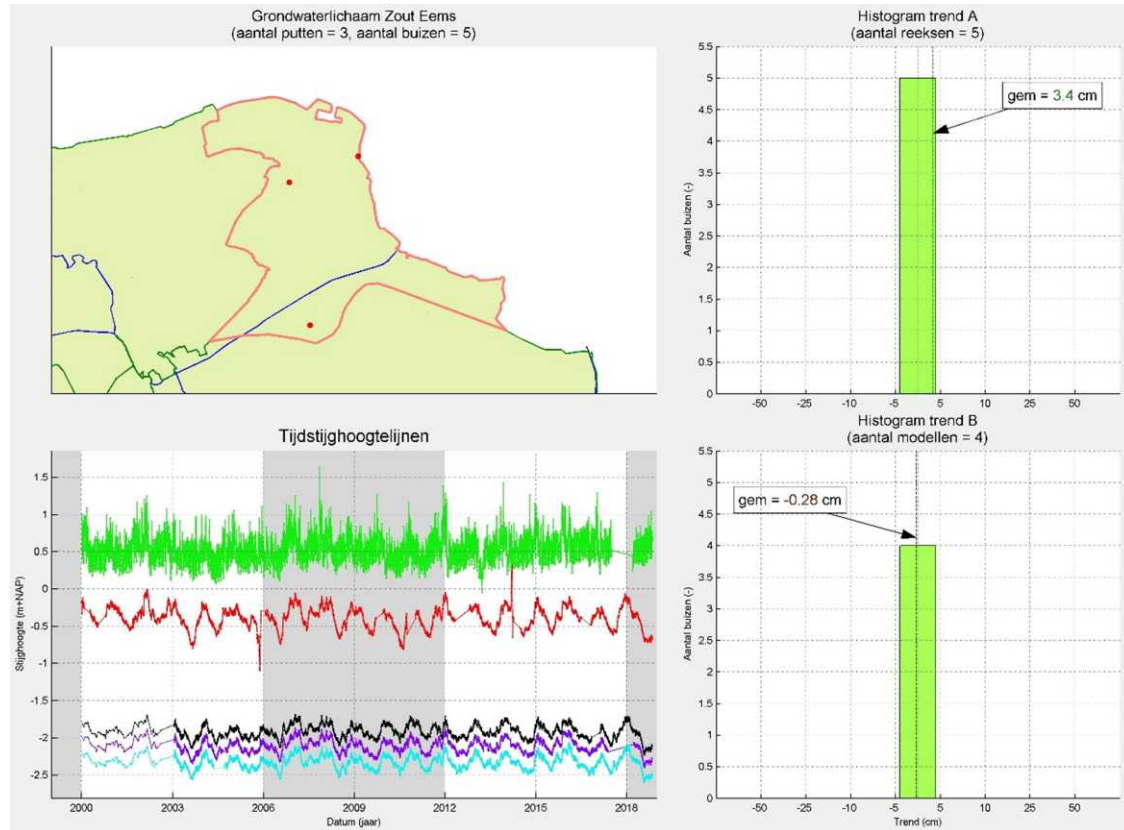 Grondwaterlichaam Zout Eems
(aantal putten = 3, aantal buizen = 5)
Histogram trend A
(aantal reeksen = 5)
5.5
5
4.5
4
3.5
3
2.5
2
1.5
1
0.5
0
Aantal buizen (-)
gem = 3.4 cm
-50 -25 -10 -5 5 10 25 50
Tijdstijghoogtelijnen
1.5
1
0.5
0
-0.5
-1
-1.5
-2
-2.5
Stijghoogte (m+NAP)
2000 2003 2006 2009 2012 2015 2018
Datum (jaar)
Histogram trend B
(aantal modellen = 4)
5.5
5
4.5
4
3.5
3
2.5
2
1.5
1
0.5
0
Aantal buizen (-)
gem = -0.28 cm
-50 -25 -10 -5 5 10 25 50
Trend (cm)